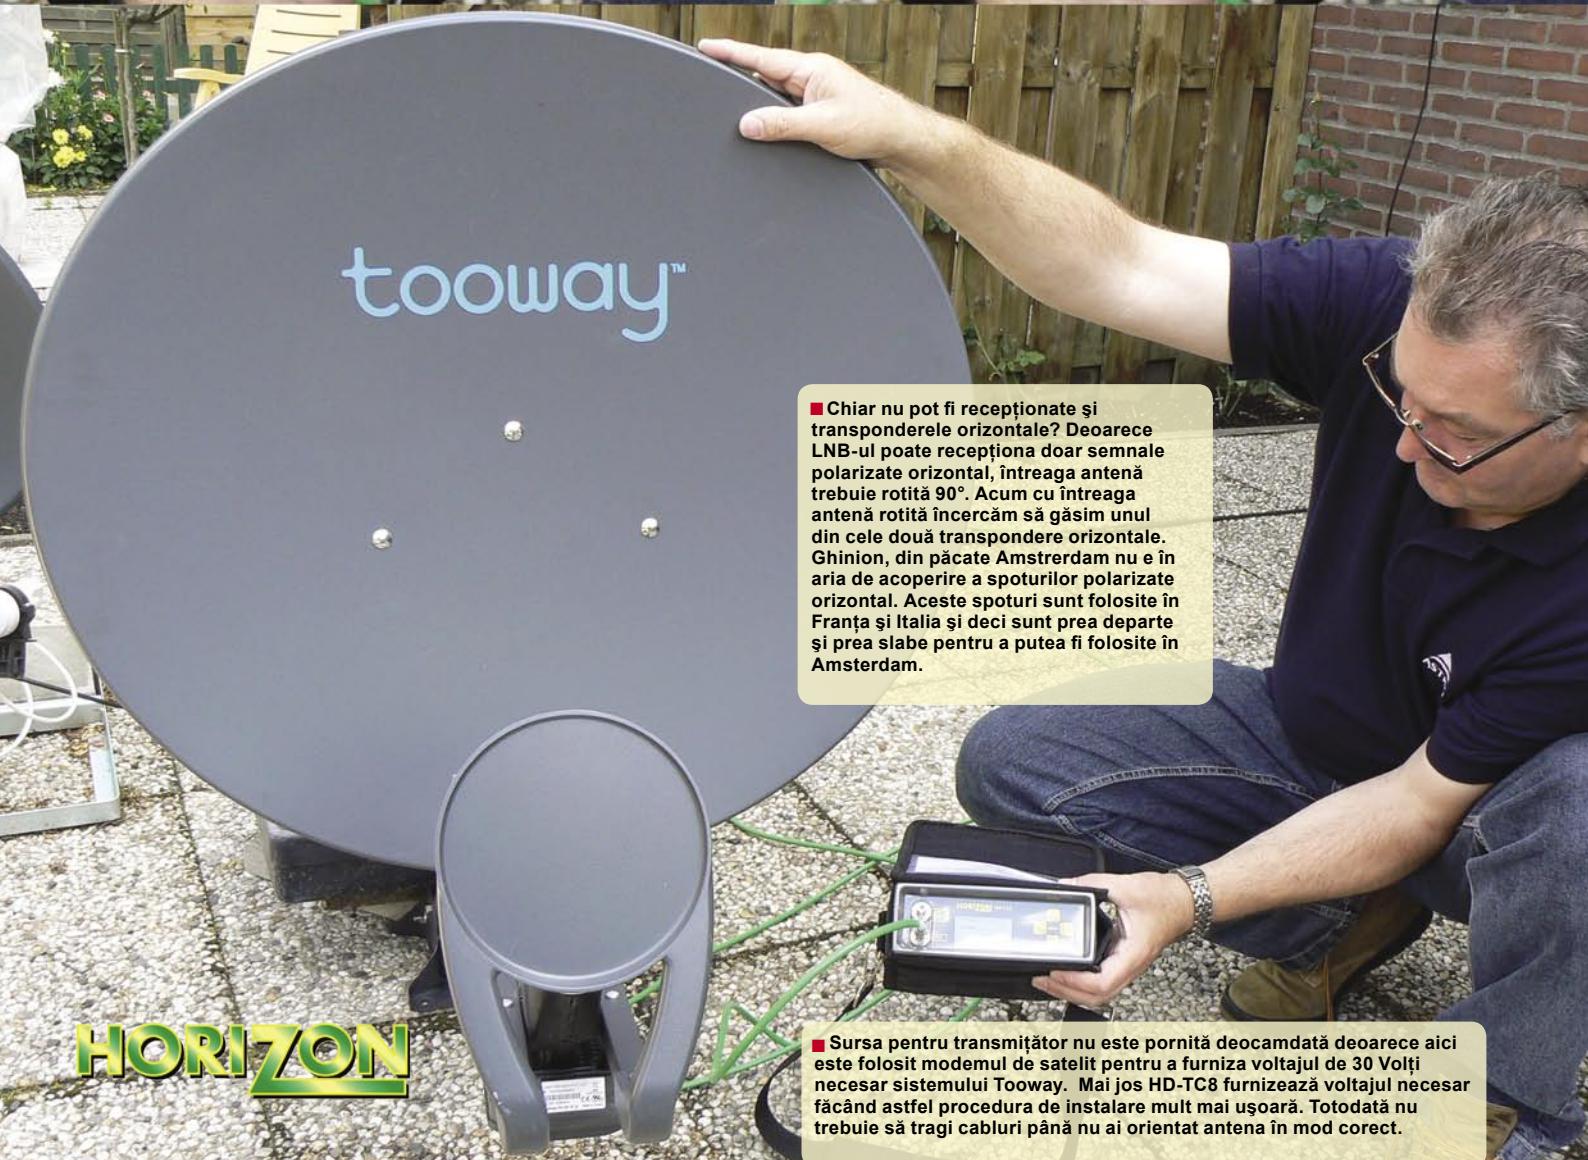 tooway™
■ Chiar nu pot fi recepţionate şi
transponderele orizontale? Deoarece
LNB-ul poate recepţiona doar semnale
polarizate orizontal, întreaga antenă
trebuie rotită 90°. Acum cu întreaga
antenă rotită încercăm să găsim unul
din cele două transpondere orizontale.
Ghinion, din păcate Amstrerdam nu e în
aria de acoperire a spoturilor polarizate
orizontal. Aceste spoturi sunt folosite în
Franţa şi Italia şi deci sunt prea departe
şi prea slabe pentru a putea fi folosite în
Amsterdam.
HORIZON
HORIZON
■ Sursa pentru transmiţător nu este pornită deocamdată deoarece aici
este folosit modemul de satelit pentru a furniza voltajul de 30 Volţi
necesar sistemului Tooway. Mai jos HD-TC8 furnizează voltajul necesar
făcând astfel procedura de instalare mult mai uşoară. Totodată nu
trebuie să tragi cabluri până nu ai orientat antena în mod corect.